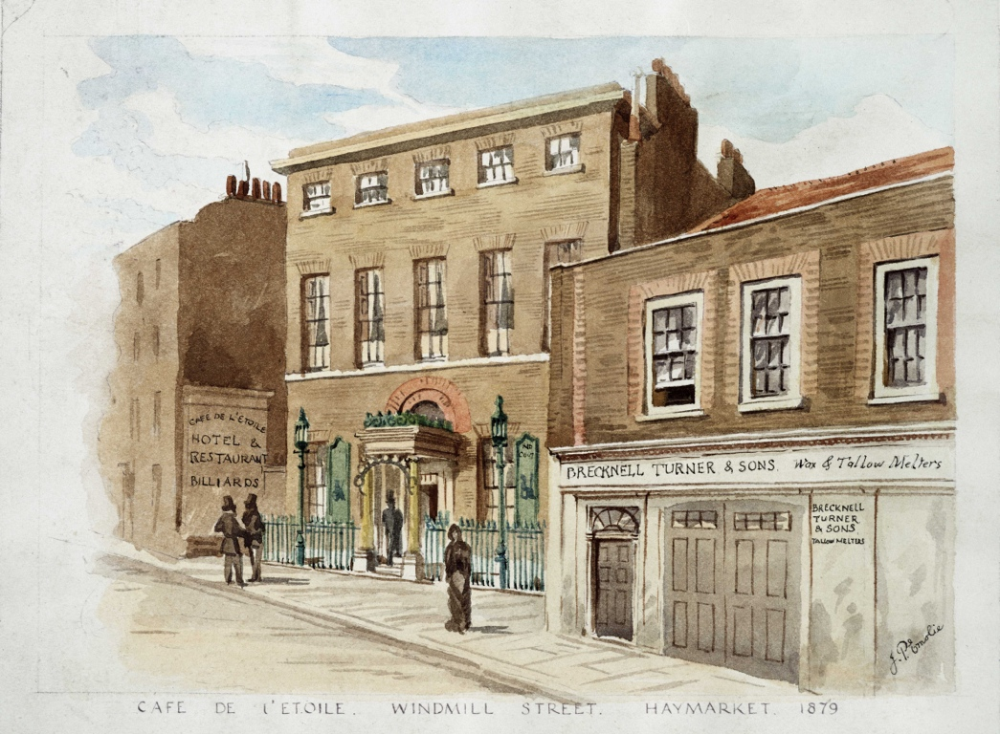 CAFE DE L'ETOILE
HOTEL &
RESTAURANT
BILLIARDS
BRECKNELL TURNER & SONS. Wax & Tallow Melters
BRECKNELL
TURNER
& SONS
TALLOW MELTERS
CAFE DE L'ETOILE. WINDMILL STREET. HAYMARKET. 1879